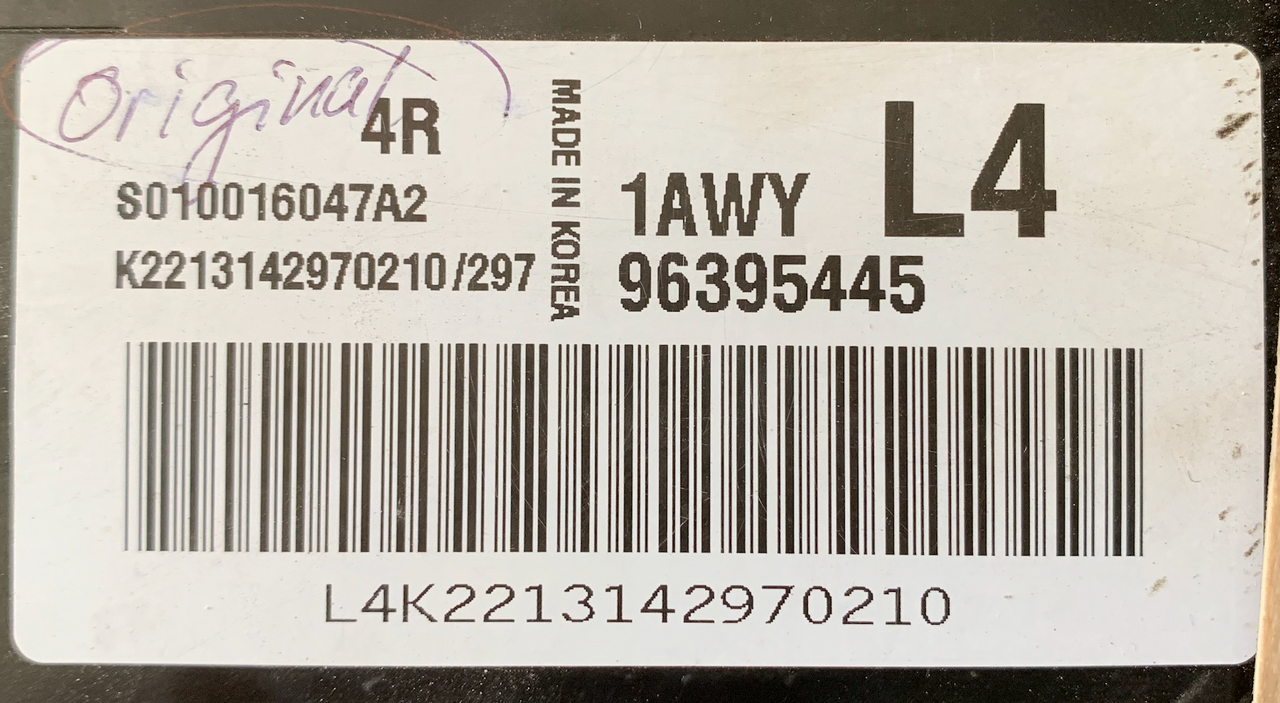 Original
4R
S010016047A2
K2213142970210/297
MADE IN KOREA
L4
1AWY
96395445
L4K2213142970210